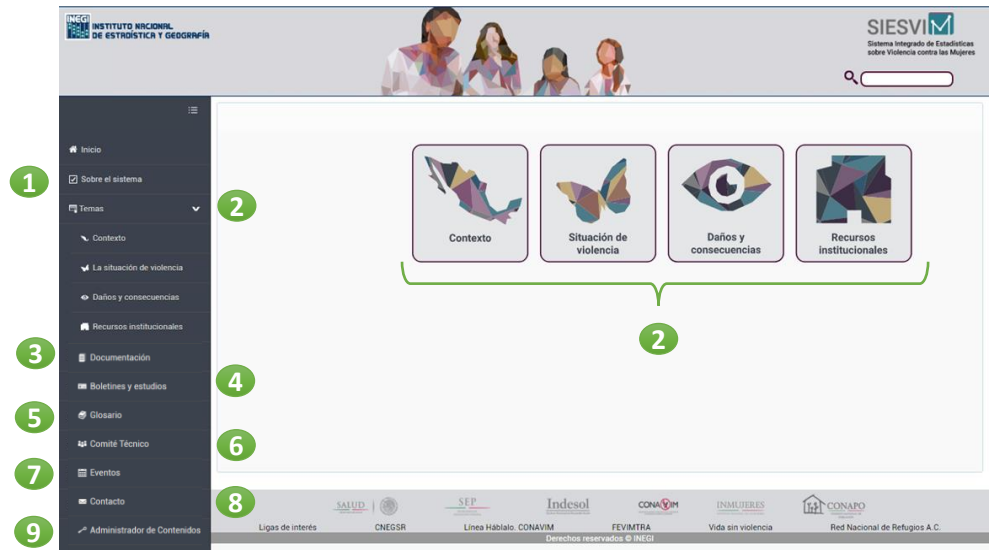 INEGI
INSTITUTO NACIONAL
DE ESTADÍSTICA Y GEOGRAFÍA
SIESVIM
Sistema Integrado de Estadísticas
sobre Violencia contra las Mujeres
Inicio
1
Sobre el sistema
Temas
2
Contexto
La situación de violencia
Daños y consecuencias
Recursos institucionales
3
Documentación
Boletines y estudios
4
5
Glosario
Comité Técnico
6
7
Eventos
Contacto
8
9
Administrador de Contenidos
Contexto
Situación de
violencia
Daños y
consecuencias
Recursos
institucionales
2
SALUD
SEP
Indesol
CONAVIM
INMUJERES
CONAPO
Ligas de interés
CNEGSR
Línea Háblalo. CONAVIM
FEVIMTRA
Vida sin violencia
Red Nacional de Refugios A.C.
Derechos reservados © INEGI